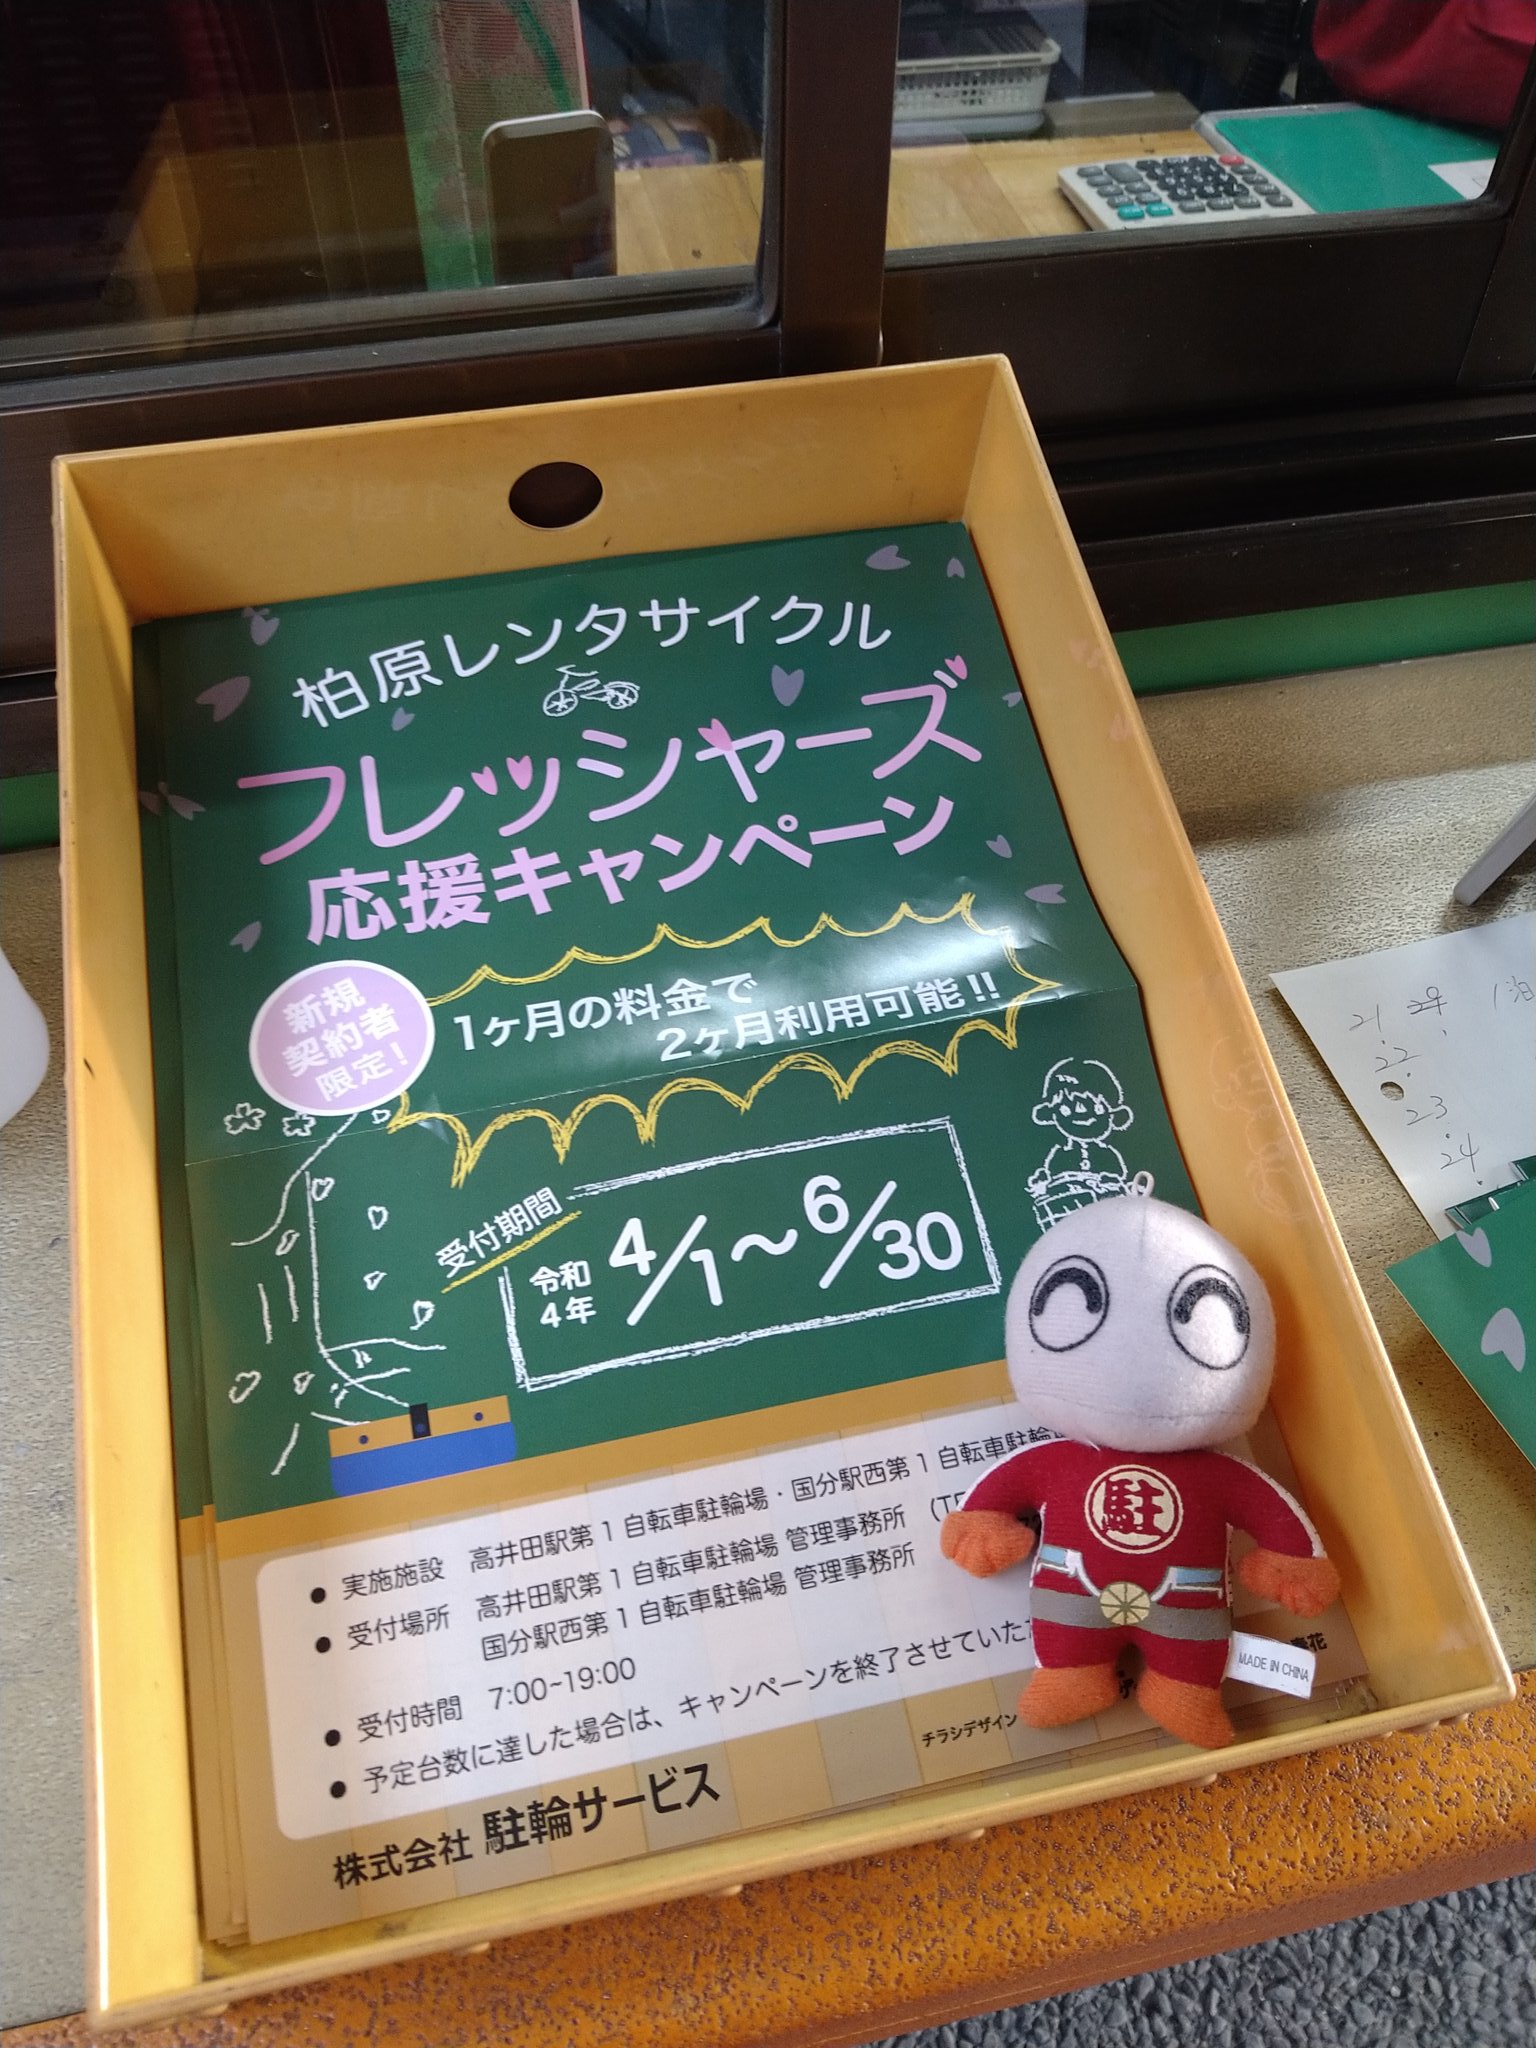 柏原レンタサイクル
フレッシャーズ
応援キャンペーン
新規
契約者
限定!
1ヶ月の料金で
2ヶ月利用可能!!
受付期間
令和
4年
4/1〜6/30
● 実施施設 高井田駅第1自転車駐輪場・国分駅西第1自転車駐輪
● 受付場所 高井田駅第1自転車駐輪場 管理事務所
国分駅西第1自転車駐輪場 管理事務所
● 受付時間 7:00~19:00
● 予定台数に達した場合は、キャンペーンを終了させていた
チラシデザイン
株式会社 駐輪サービス
駐
MADE IN CHINA
21
22
23
24